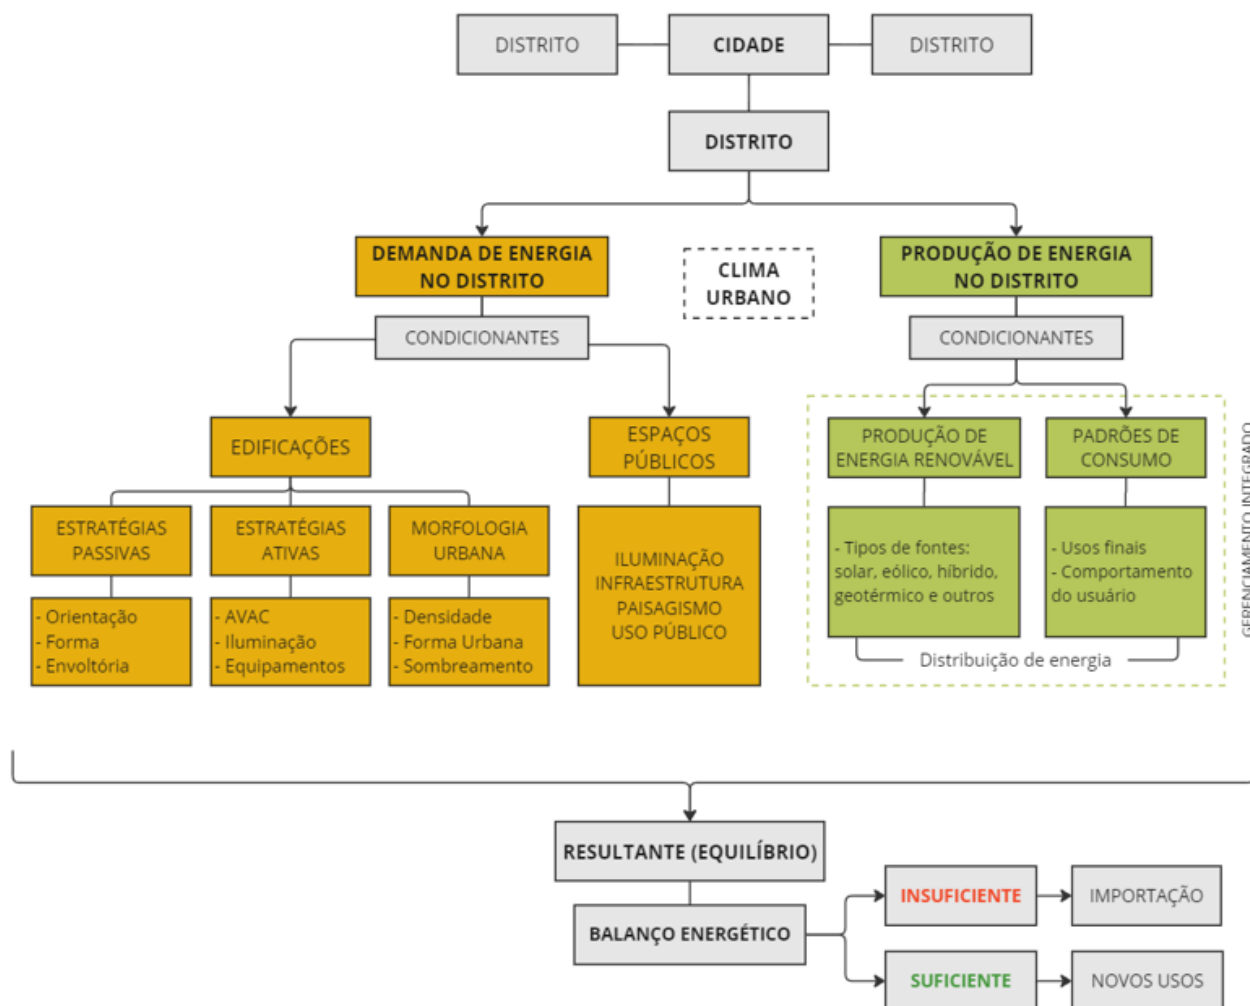 DISTRITO
CIDADE
DISTRITO
DISTRITO
DEMANDA DE ENERGIA
NO DISTRITO
CLIMA
URBANO
PRODUÇÃO DE ENERGIA
NO DISTRITO
CONDICIONANTES
CONDICIONANTES
EDIFICAÇÕES
ESPAÇOS
PÚBLICOS
PRODUÇÃO DE
ENERGIA RENOVÁVEL
PADRÕES DE
CONSUMO
GERENCIAMENTO INTEGRADO
ESTRATÉGIAS
PASSIVAS
ESTRATÉGIAS
ATIVAS
MORFOLOGIA
URBANA
- Orientação
- Forma
- Envoltória
- AVAC
- Iluminação
- Equipamentos
- Densidade
- Forma Urbana
- Sombreamento
ILUMINAÇÃO
INFRAESTRUTURA
PAISAGISMO
USO PÚBLICO
- Tipos de fontes:
solar, eólico, híbrido,
geotérmico e outros
- Usos finais
- Comportamento
do usuário
Distribuição de energia
RESULTANTE (EQUILÍBRIO)
BALANÇO ENERGÉTICO
INSUFICIENTE
IMPORTAÇÃO
SUFICIENTE
NOVOS USOS